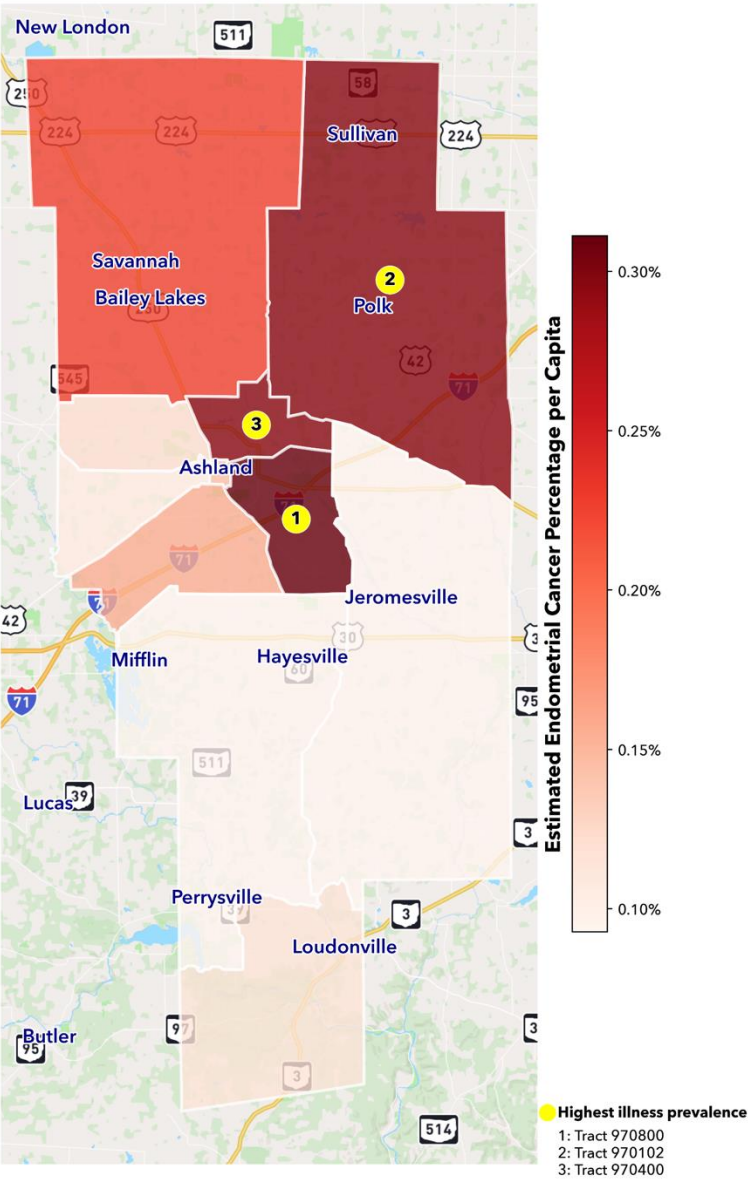 New London
511
250
58
224
224
Sullivan
224
Savannah
2
Bailey Lakes
Polk
250
0.30%
42
545
71
3
0.25%
Ashland
1
71
0.20%
Jeromesville
42
30
Mifflin
Hayesville
60
71
95
0.15%
511
Lucas
39
3
Perrysville
39
3
0.10%
Loudonville
Butler
95
97
3
3
514
Estimated Endometrial Cancer Percentage per Capita
Highest illness prevalence
1: Tract 970800
2: Tract 970102
3: Tract 970400